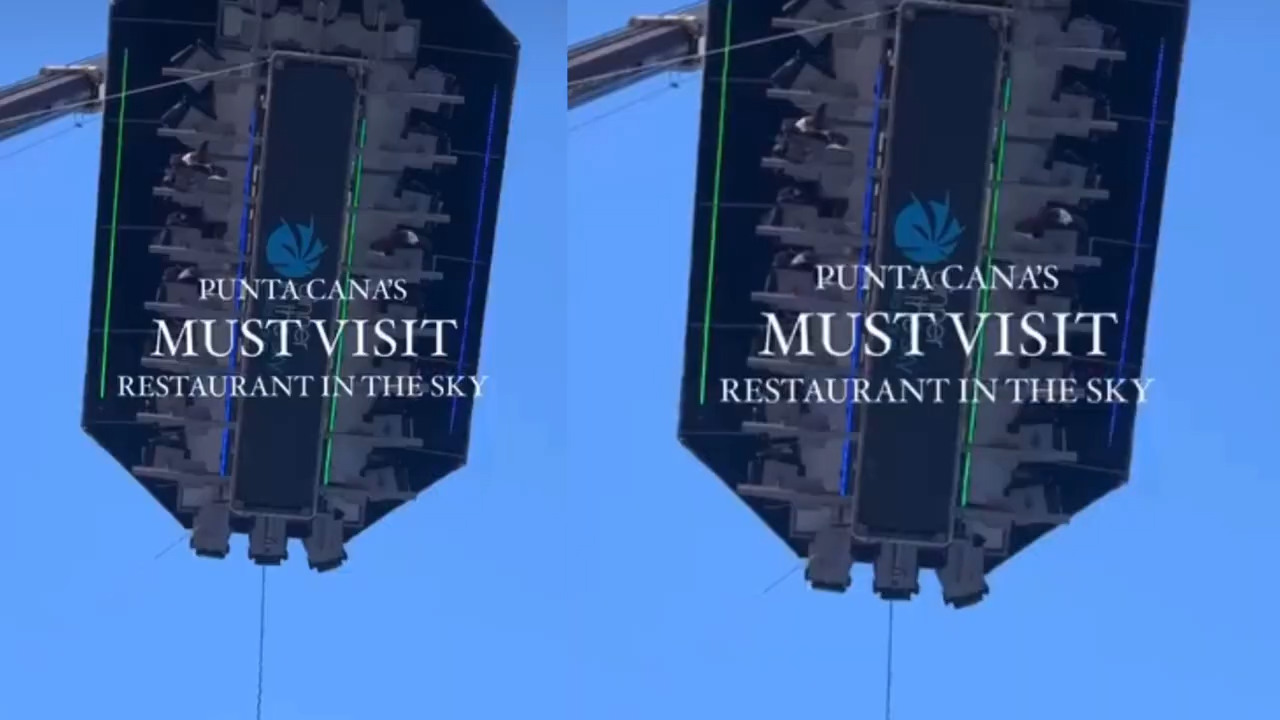 PUNTA CANA'S
MUST VISIT
RESTAURANT IN THE SKY
PUNTA CANA'S
MUST VISIT
RESTAURANT IN THE SKY